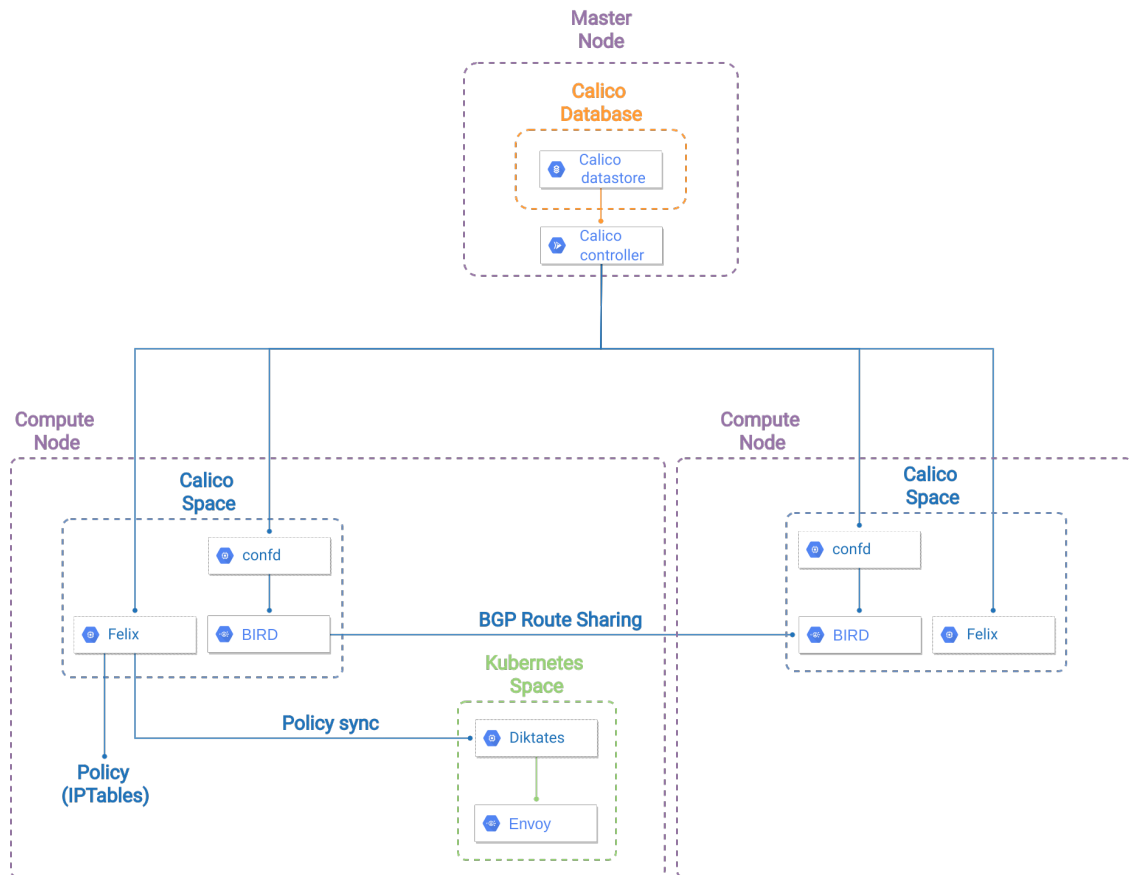 Master
Node
Calico
Database
Calico
datastore
Calico
controller
Compute
Node
Compute
Node
Calico
Space
Calico
Space
confd
confd
Felix
BIRD
BGP Route Sharing
BIRD
Felix
Kubernetes
Space
Policy sync
Diktates
Policy
(IPTables)
Envoy